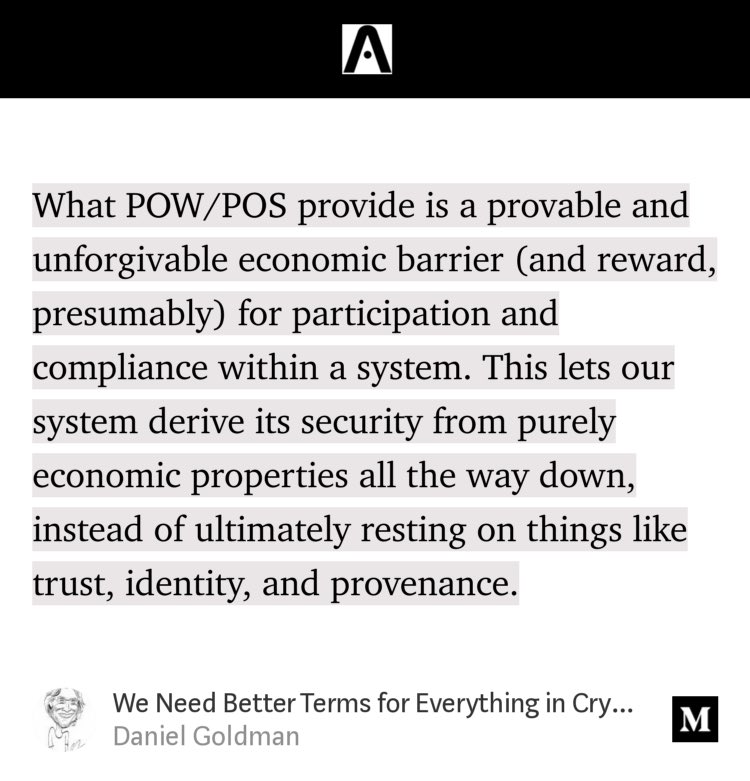 What POW/POS provide is a provable and
unforgivable economic barrier (and reward,
presumably) for participation and
compliance within a system. This lets our
system derive its security from purely
economic properties all the way down,
instead of ultimately resting on things like
trust, identity, and provenance.
We Need Better Terms for Everything in Cry...
Daniel Goldman
M